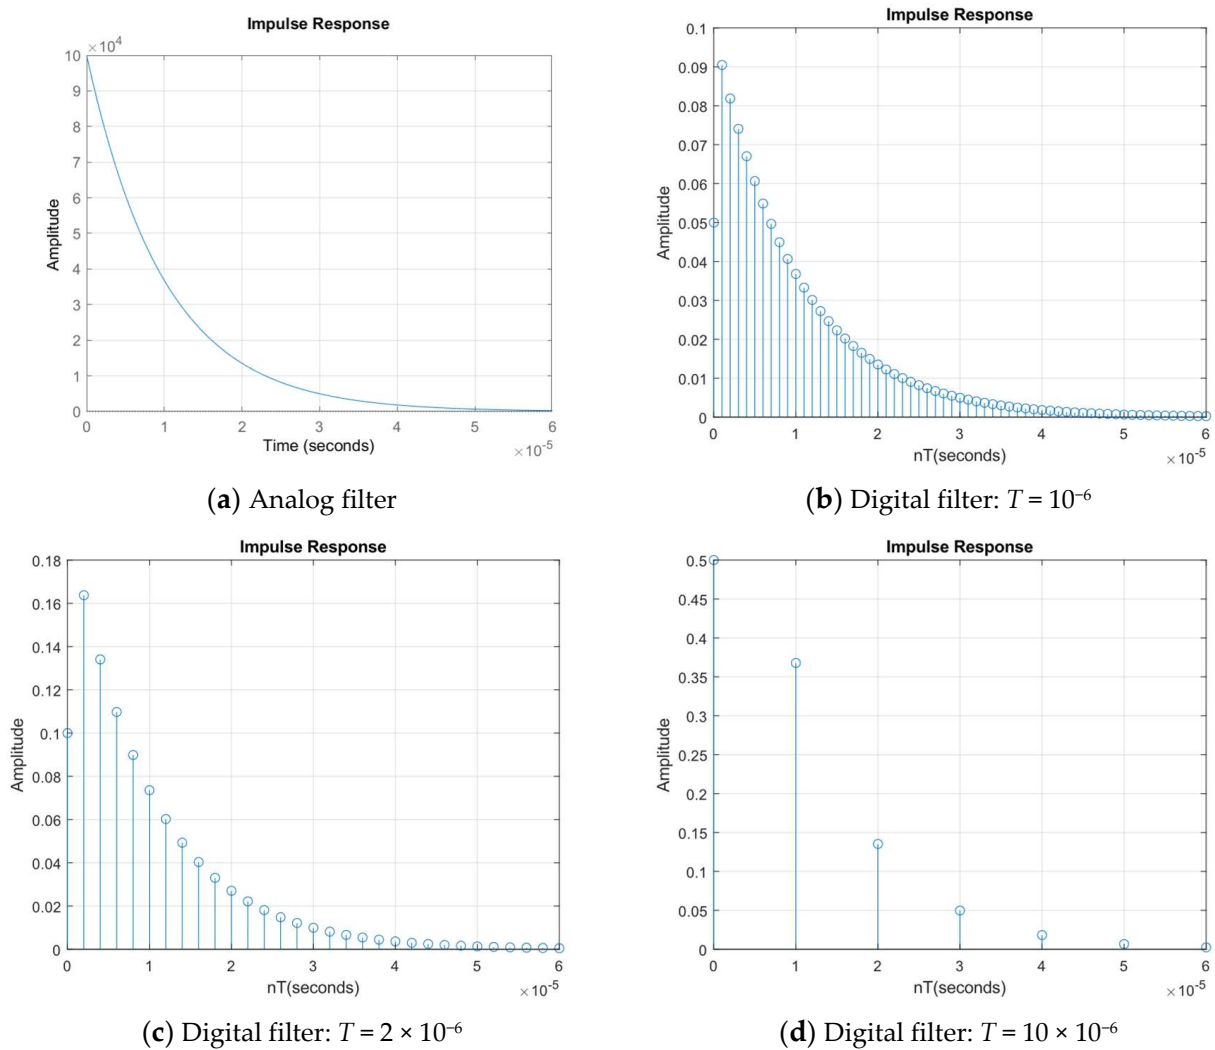 Impulse Response
×10⁴
10
9
8
7
6
5
4
3
2
1
0
Amplitude
0 1 2 3 4 5 6
Time (seconds)
×10⁻⁵
(a) Analog filter
Impulse Response
0.1
0.09
0.08
0.07
0.06
0.05
0.04
0.03
0.02
0.01
0
Amplitude
0 1 2 3 4 5 6
nT(seconds)
×10⁻⁵
(b) Digital filter: T = 10⁻⁶
Impulse Response
0.18
0.16
0.14
0.12
0.1
0.08
0.06
0.04
0.02
0
Amplitude
0 1 2 3 4 5 6
nT(seconds)
×10⁻⁵
(c) Digital filter: T = 2 × 10⁻⁶
Impulse Response
0.5
0.45
0.4
0.35
0.3
0.25
0.2
0.15
0.1
0.05
0
Amplitude
0 1 2 3 4 5 6
nT(seconds)
×10⁻⁵
(d) Digital filter: T = 10 × 10⁻⁶